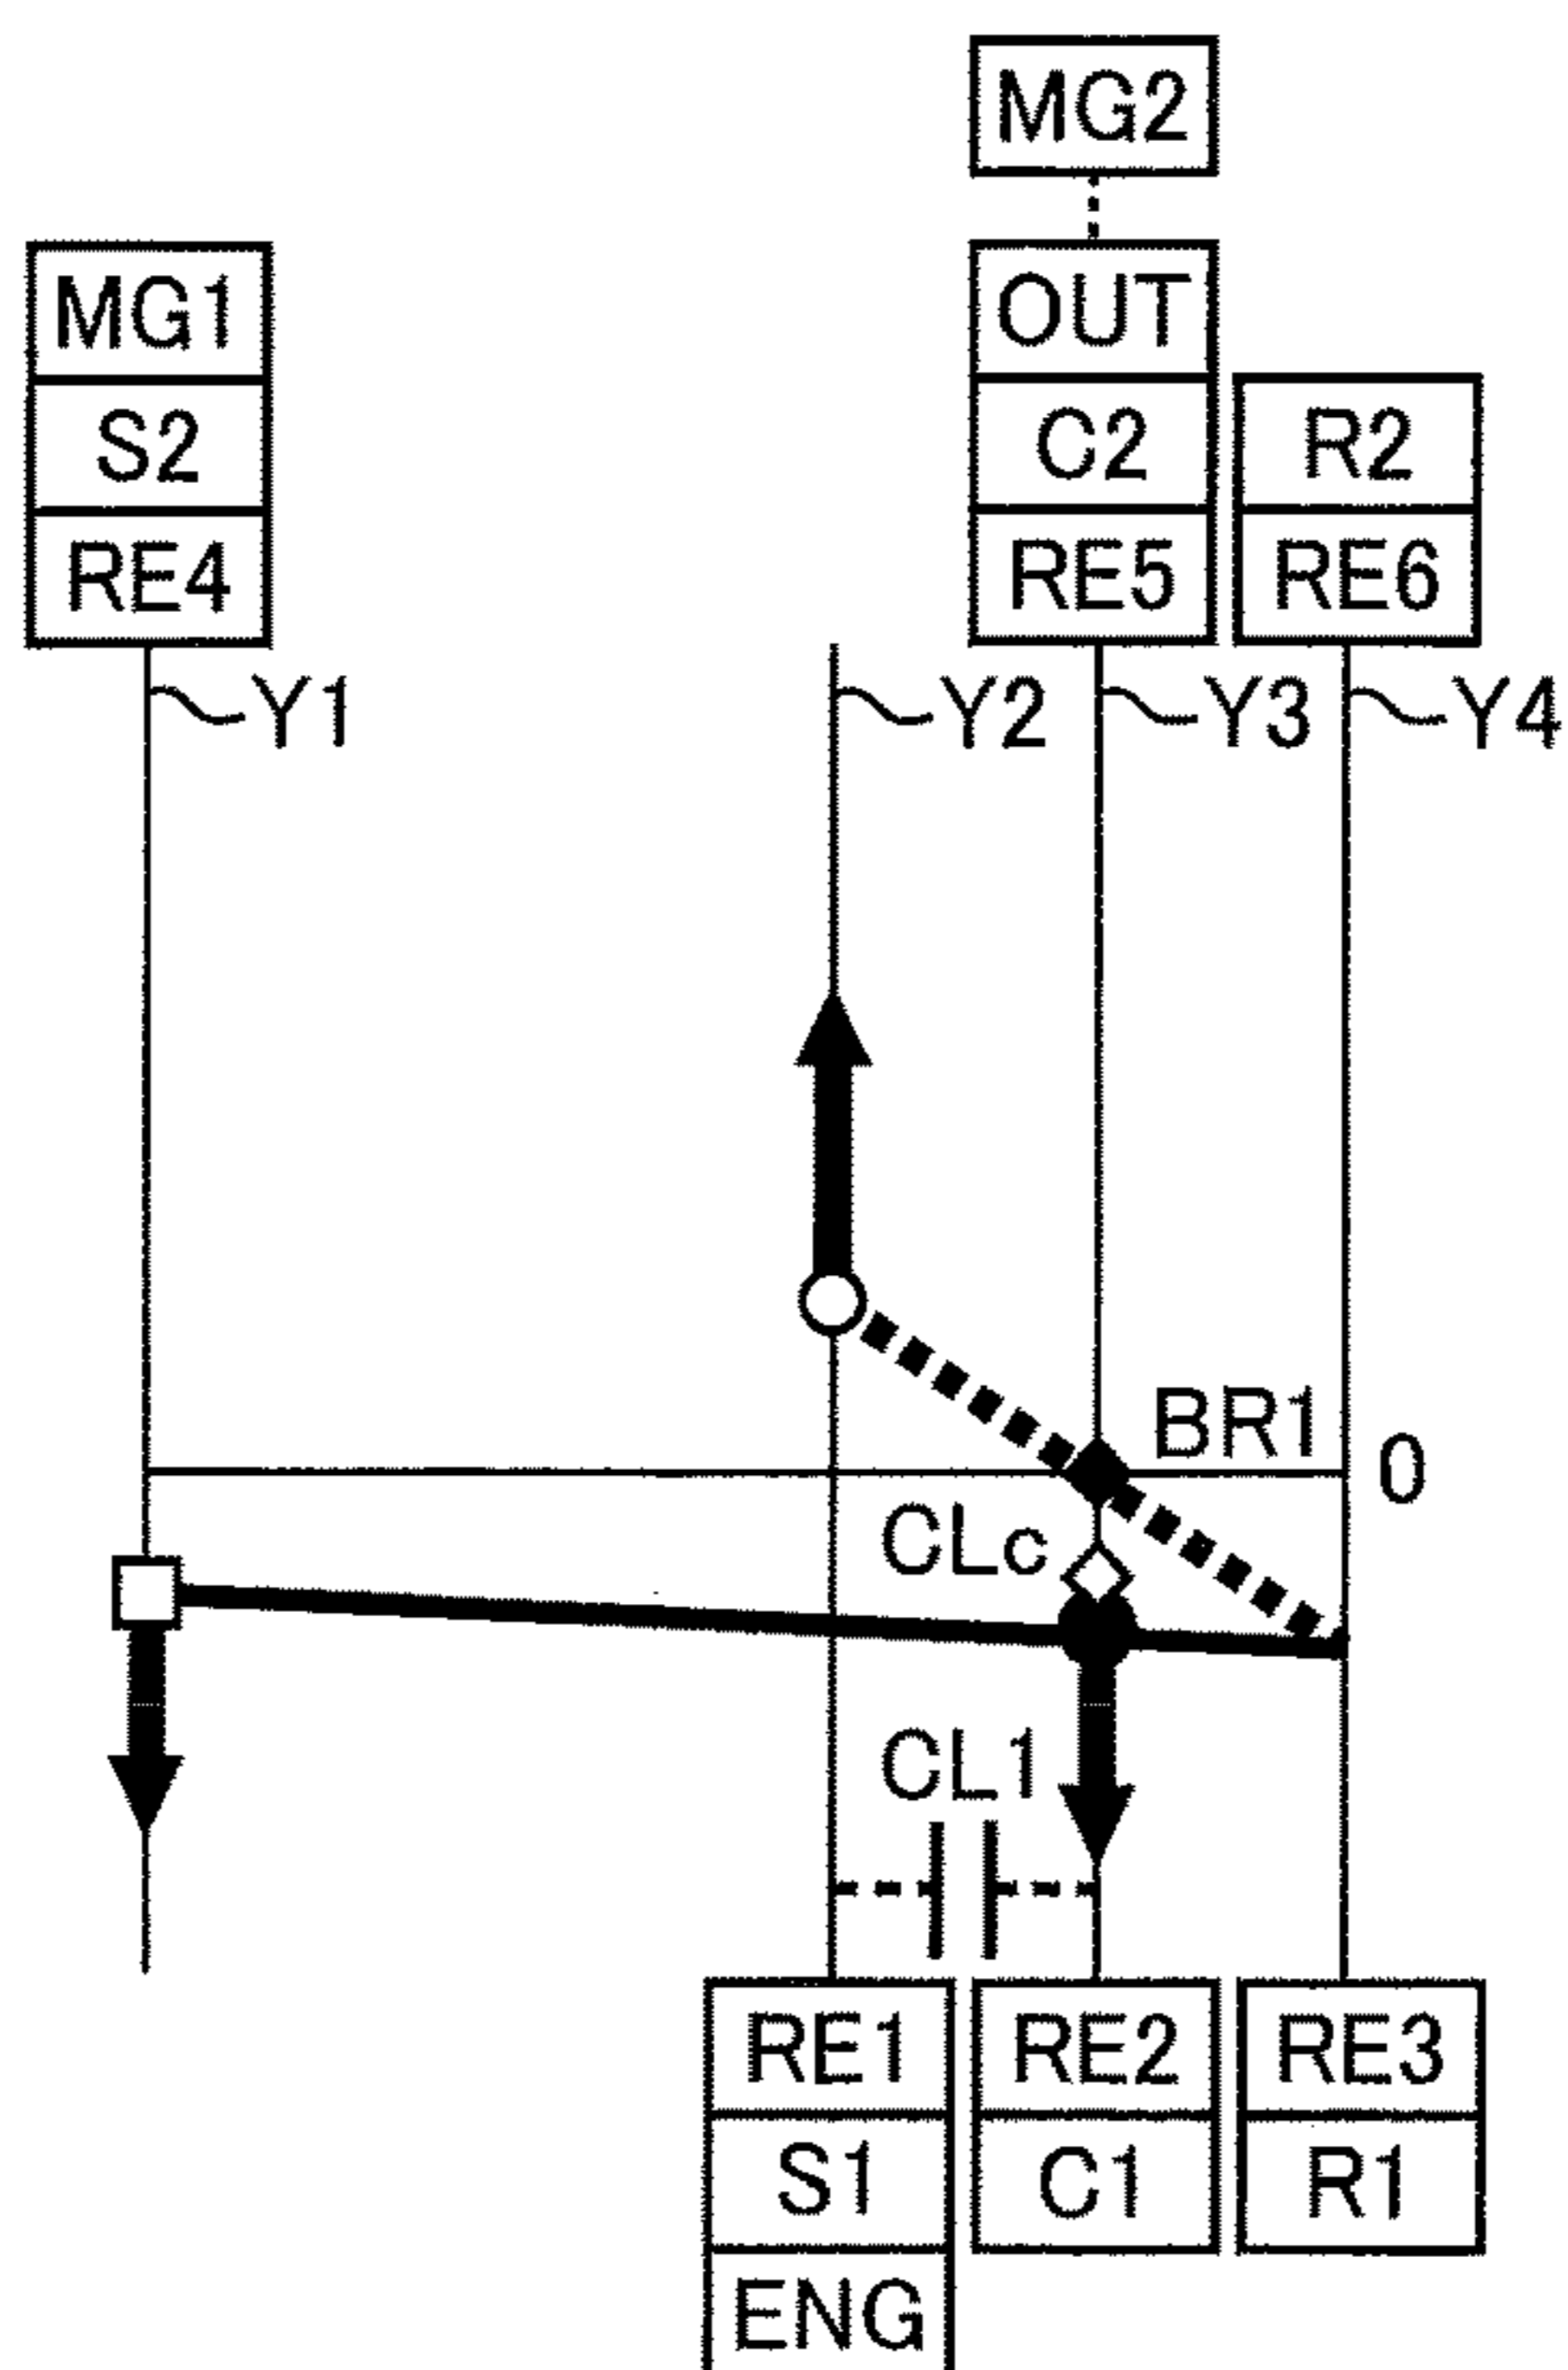 MG2
MG1
OUT
S2
C2
R2
RE4
RE5
RE6
Y1
Y2
Y3
Y4
BR1
0
CLc
CL1
RE1
RE2
RE3
S1
C1
R1
ENG